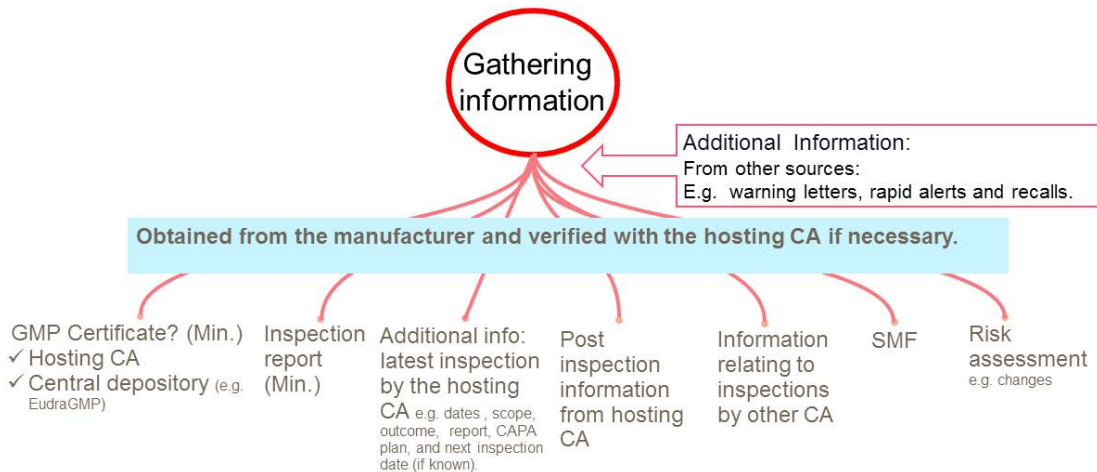 Gathering
information
Additional Information:
From other sources:
E.g. warning letters, rapid alerts and recalls.
Obtained from the manufacturer and verified with the hosting CA if necessary.
GMP Certificate? (Min.)
✓ Hosting CA
✓ Central depository (e.g.
EudraGMP)
Inspection
report
(Min.)
Additional info:
latest inspection
by the hosting
CA e.g. dates , scope,
outcome, report, CAPA
plan, and next inspection
date (if known).
Post
inspection
information
from hosting
CA
Information
relating to
inspections
by other CA
SMF
Risk
assessment
e.g. changes